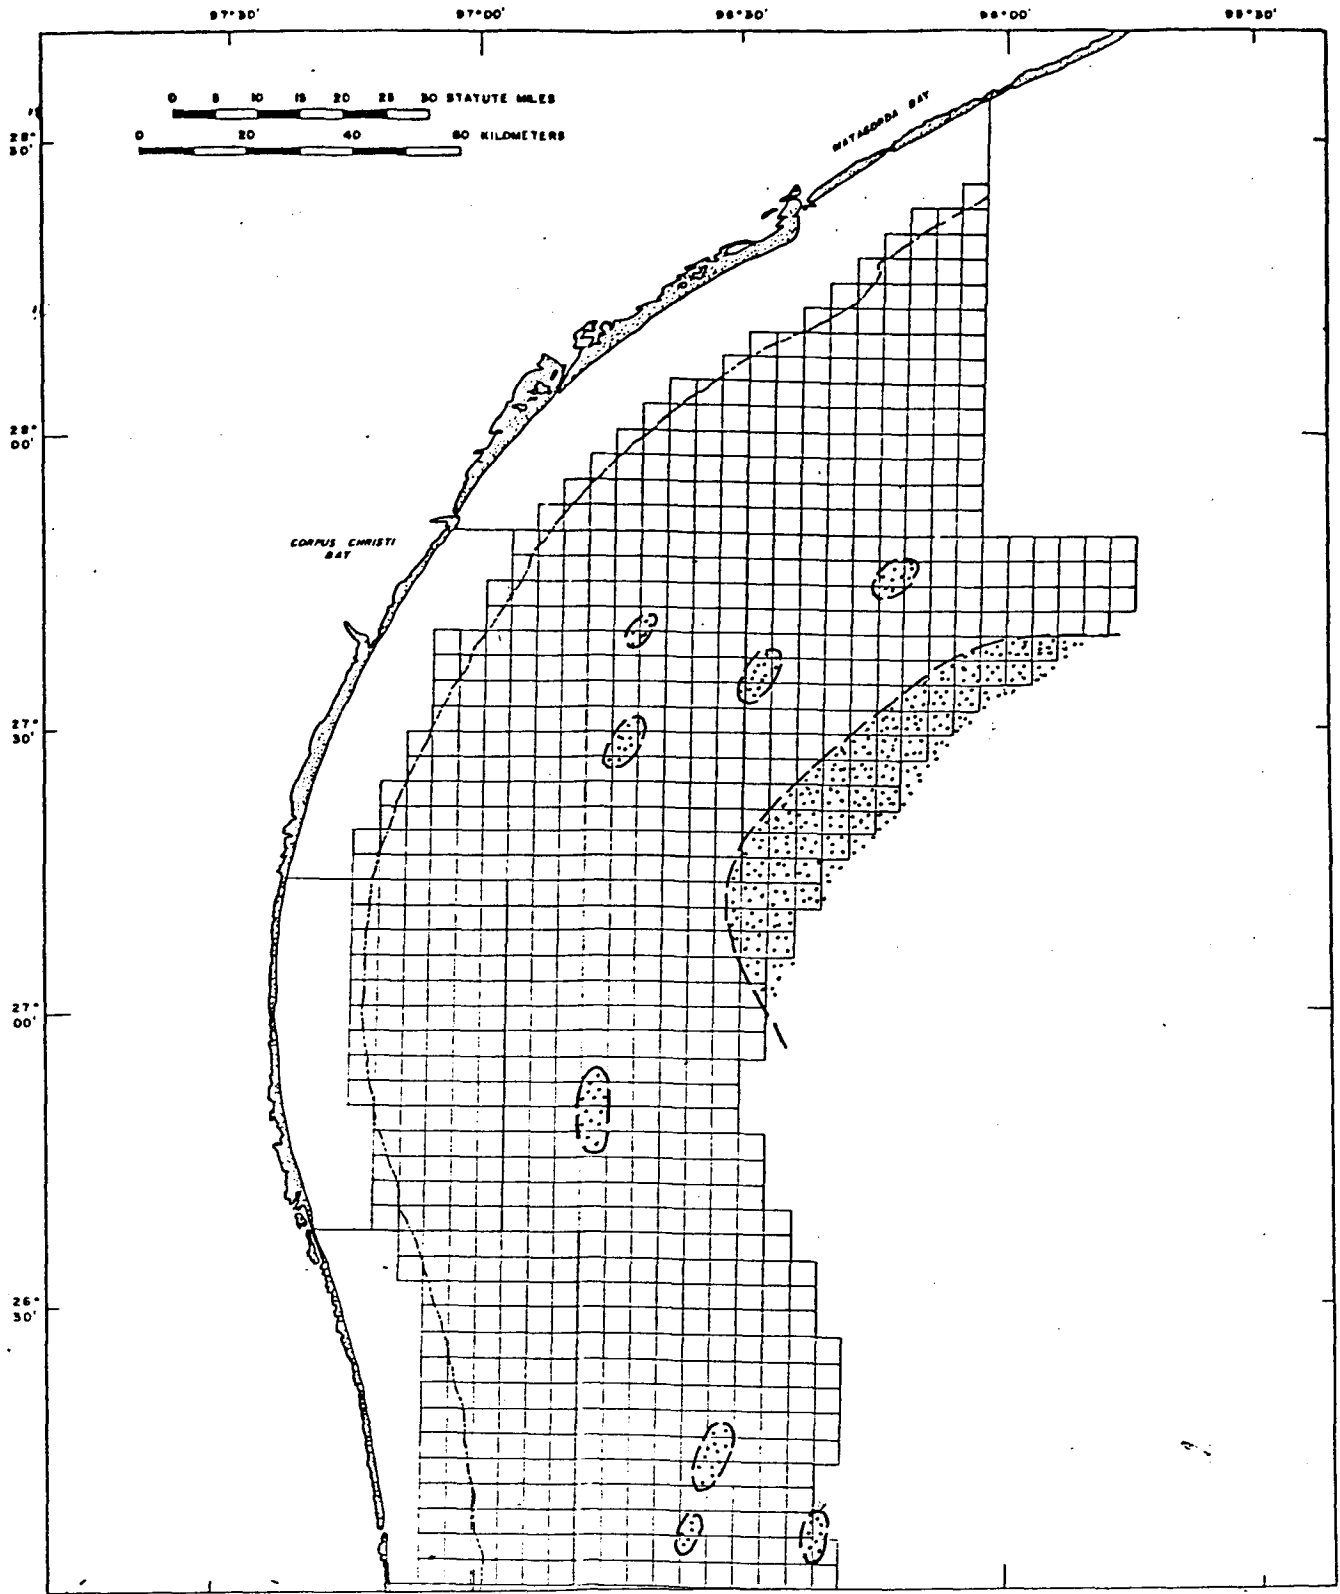 97°30' 97°00' 96°30' 96°00' 95°30'
0 5 10 15 20 25 30 STATUTE MILES
0 20 40 60 KILOMETERS
MATAGORDA BAY
28°
30'
28°
00'
CORPUS CHRISTI
BAY
27°
30'
27°
00'
26°
30'